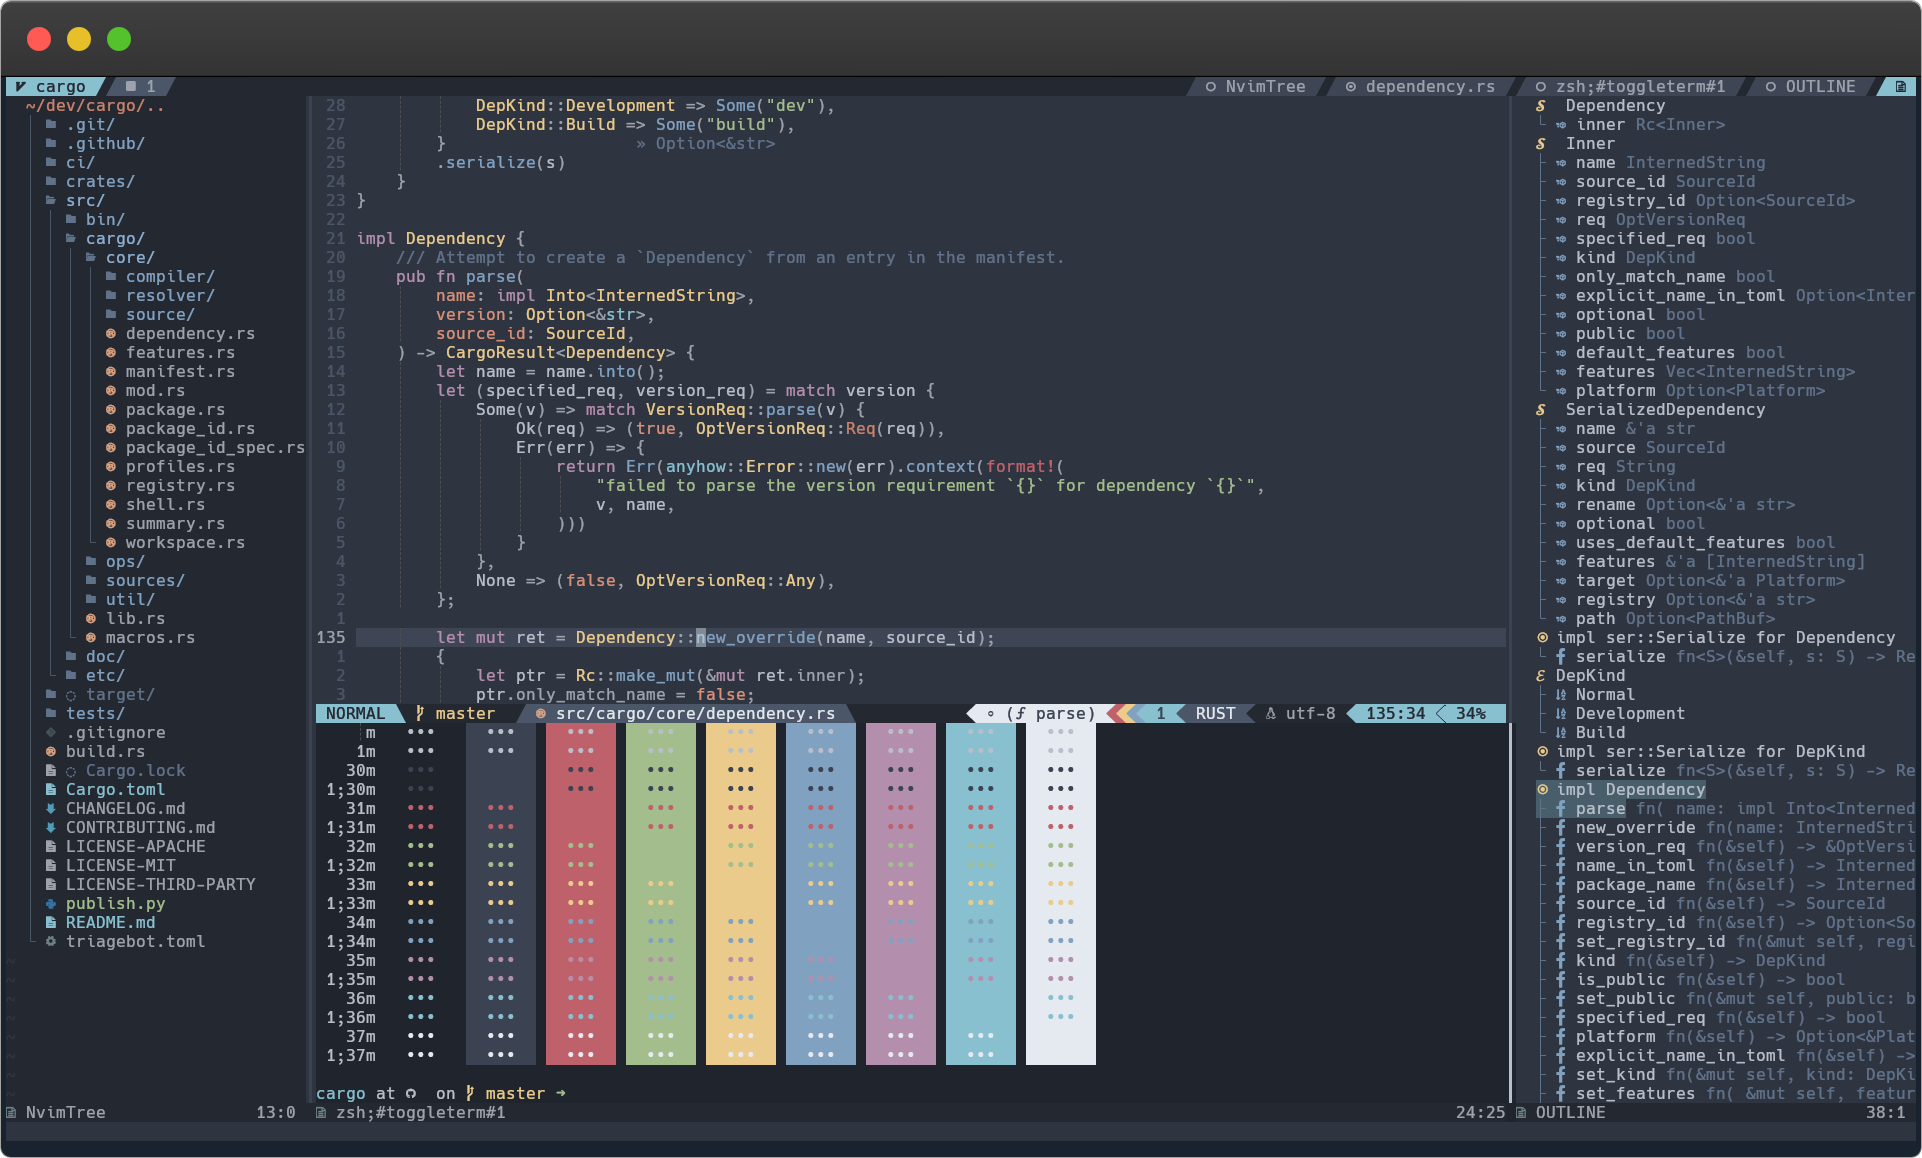 cargo 1 NvimTree dependency.rs zsh;#toggleterm#1 OUTLINE
~/dev/cargo/..
.git/
.github/
ci/
crates/
src/
bin/
cargo/
core/
compiler/
resolver/
source/
dependency.rs
features.rs
manifest.rs
mod.rs
package.rs
package_id.rs
package_id_spec.rs
profiles.rs
registry.rs
shell.rs
summary.rs
workspace.rs
ops/
sources/
util/
lib.rs
macros.rs
doc/
etc/
target/
tests/
.gitignore
build.rs
Cargo.lock
Cargo.toml
CHANGELOG.md
CONTRIBUTING.md
LICENSE-APACHE
LICENSE-MIT
LICENSE-THIRD-PARTY
publish.py
README.md
triagebot.toml
NvimTree 13:0
28 DepKind::Development => Some("dev"),
27 DepKind::Build => Some("build"),
26 } » Option<&str>
25 .serialize(s)
24 }
23 }
22
21 impl Dependency {
20 /// Attempt to create a `Dependency` from an entry in the manifest.
19 pub fn parse(
18 name: impl Into<InternedString>,
17 version: Option<&str>,
16 source_id: SourceId,
15 ) -> CargoResult<Dependency> {
14 let name = name.into();
13 let (specified_req, version_req) = match version {
12 Some(v) => match VersionReq::parse(v) {
11 Ok(req) => (true, OptVersionReq::Req(req)),
10 Err(err) => {
9 return Err(anyhow::Error::new(err).context(format!(
8 "failed to parse the version requirement `{}` for dependency `{}`",
7 v, name,
6 )))
5 }
4 },
3 None => (false, OptVersionReq::Any),
2 };
1
135 let mut ret = Dependency::new_override(name, source_id);
1 {
2 let ptr = Rc::make_mut(&mut ret.inner);
3 ptr.only_match_name = false;
NORMAL master src/cargo/core/dependency.rs (ƒ parse) 1 RUST utf-8 135:34 34%
m ••• ••• ••• ••• ••• ••• ••• ••• •••
1m ••• ••• ••• ••• ••• ••• ••• ••• •••
30m ••• ••• ••• ••• ••• ••• ••• •••
1;30m ••• ••• ••• ••• ••• ••• ••• •••
31m ••• ••• ••• ••• ••• ••• ••• •••
1;31m ••• ••• ••• ••• ••• ••• ••• •••
32m ••• ••• ••• ••• ••• ••• ••• •••
1;32m ••• ••• ••• ••• ••• ••• ••• •••
33m ••• ••• ••• ••• ••• ••• ••• •••
1;33m ••• ••• ••• ••• ••• ••• ••• •••
34m ••• ••• ••• ••• ••• ••• ••• •••
1;34m ••• ••• ••• ••• ••• ••• ••• •••
35m ••• ••• ••• ••• ••• ••• ••• •••
1;35m ••• ••• ••• ••• ••• ••• ••• •••
36m ••• ••• ••• ••• ••• ••• ••• •••
1;36m ••• ••• ••• ••• ••• ••• ••• •••
37m ••• ••• ••• ••• ••• ••• ••• •••
1;37m ••• ••• ••• ••• ••• ••• ••• •••
cargo at on master ➜
zsh;#toggleterm#1 24:25
Dependency
inner Rc<Inner>
Inner
name InternedString
source_id SourceId
registry_id Option<SourceId>
req OptVersionReq
specified_req bool
kind DepKind
only_match_name bool
explicit_name_in_toml Option<Inter
optional bool
public bool
default_features bool
features Vec<InternedString>
platform Option<Platform>
SerializedDependency
name &'a str
source SourceId
req String
kind DepKind
rename Option<&'a str>
optional bool
uses_default_features bool
features &'a [InternedString]
target Option<&'a Platform>
registry Option<&'a str>
path Option<PathBuf>
impl ser::Serialize for Dependency
serialize fn<S>(&self, s: S) -> Re
DepKind
Normal
Development
Build
impl ser::Serialize for DepKind
serialize fn<S>(&self, s: S) -> Re
impl Dependency
parse fn( name: impl Into<Interned
new_override fn(name: InternedStri
version_req fn(&self) -> &OptVersi
name_in_toml fn(&self) -> Interned
package_name fn(&self) -> Interned
source_id fn(&self) -> SourceId
registry_id fn(&self) -> Option<So
set_registry_id fn(&mut self, regi
kind fn(&self) -> DepKind
is_public fn(&self) -> bool
set_public fn(&mut self, public: b
specified_req fn(&self) -> bool
platform fn(&self) -> Option<&Plat
explicit_name_in_toml fn(&self) ->
set_kind fn(&mut self, kind: DepKi
set_features fn( &mut self, featur
OUTLINE 38:1